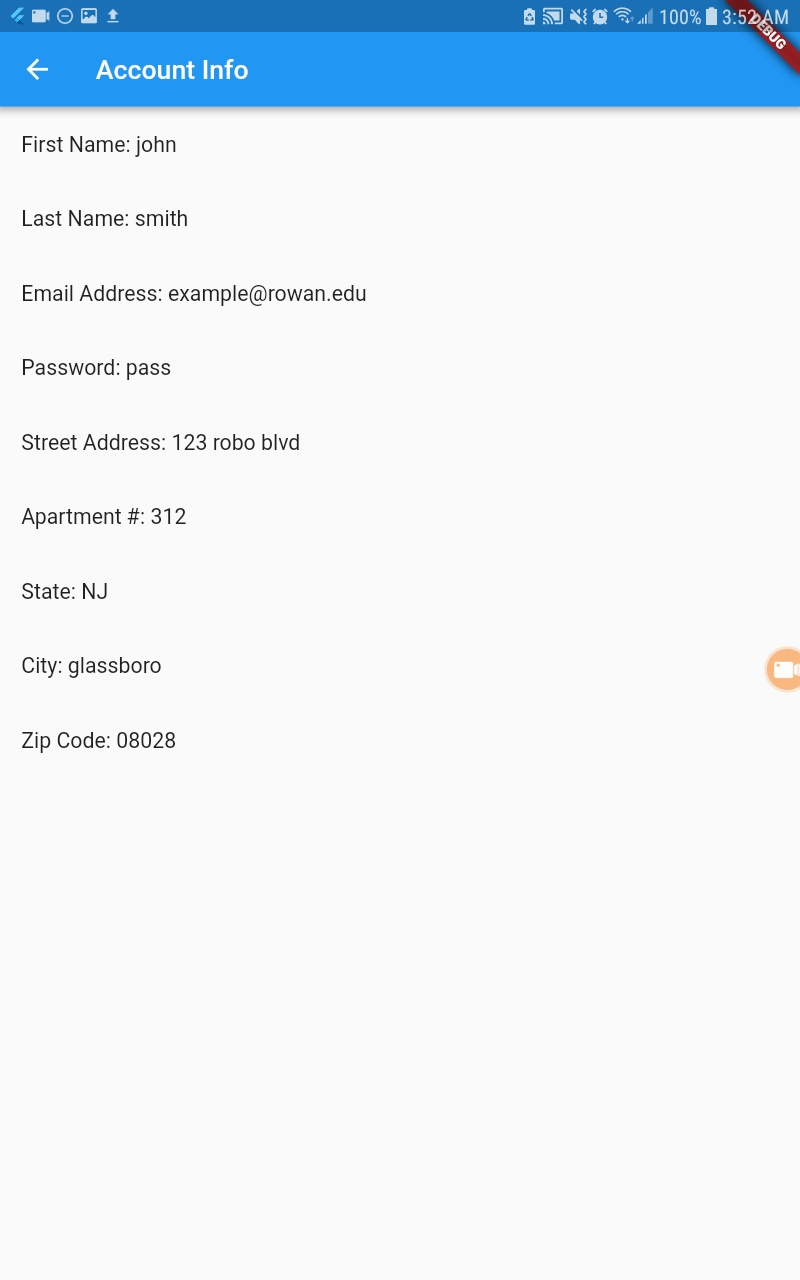 100% 3:52 AM
DEBUG
Account Info
First Name: john
Last Name: smith
Email Address: example@rowan.edu
Password: pass
Street Address: 123 robo blvd
Apartment #: 312
State: NJ
City: glassboro
Zip Code: 08028